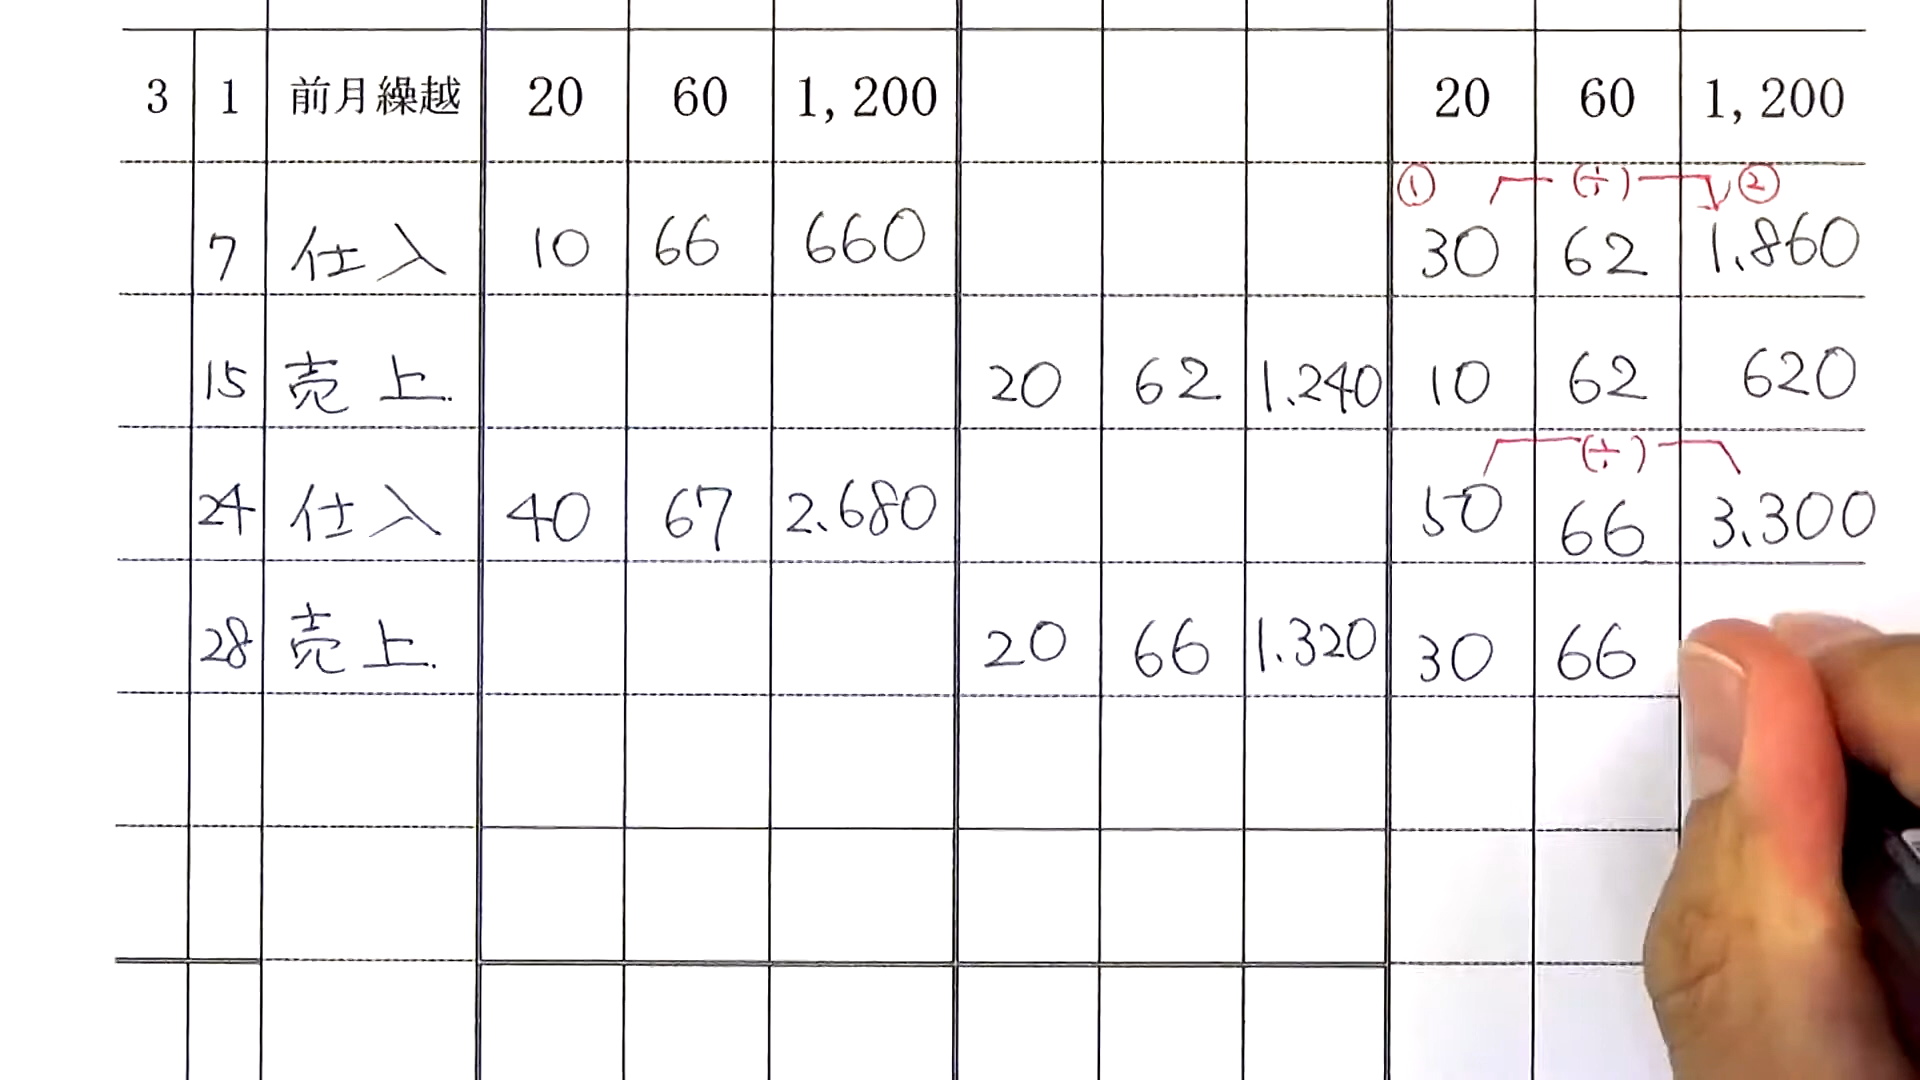 3 1 前月繰越 20 60 1,200 20 60 1,200
① (÷) ②
7 仕入 10 66 660 30 62 1.860
15 売上. 20 62 1.240 10 62 620
(÷)
24 仕入 40 67 2.680 50 66 3.300
28 売上. 20 66 1.320 30 66